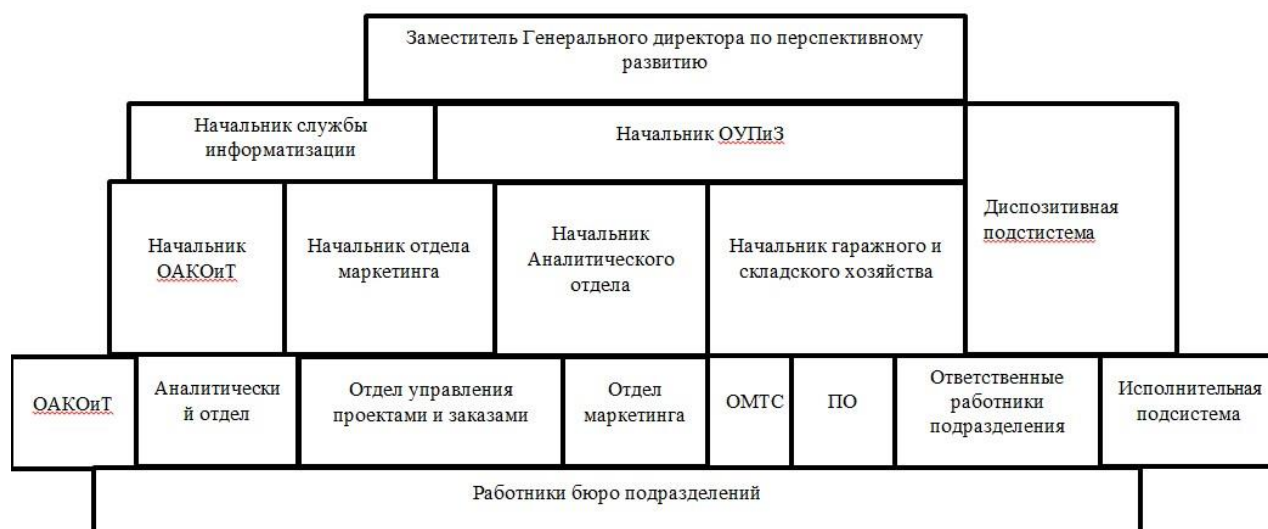 Заместитель Генерального директора по перспективному
развитию
Начальник службы
информатизации
Начальник ОУПиЗ
Начальник
ОАКОиТ
Начальник отдела
маркетинга
Начальник
Аналитического
отдела
Начальник гаражного и
складского хозяйства
Диспозитивная
подстистема
ОАКОиТ
Аналитически
й отдел
Отдел управления
проектами и заказами
Отдел
маркетинга
ОМТС
ПО
Ответственные
работники
подразделения
Исполнительная
подсистема
Работники бюро подразделений